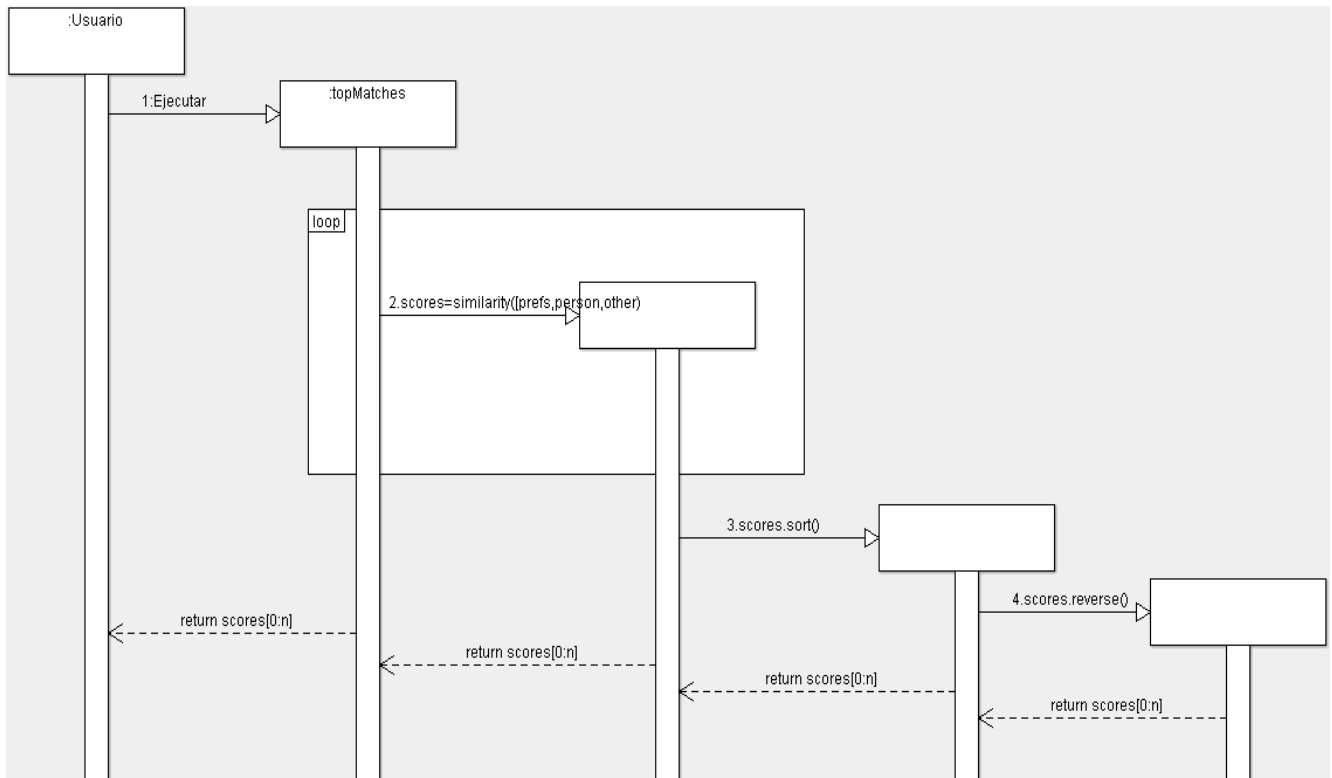 :Usuario
:topMatches
1:Ejecutar
loop
2.scores=similarity([prefs,person,other)
3.scores.sort()
4.scores.reverse()
return scores[0:n]
return scores[0:n]
return scores[0:n]
return scores[0:n]